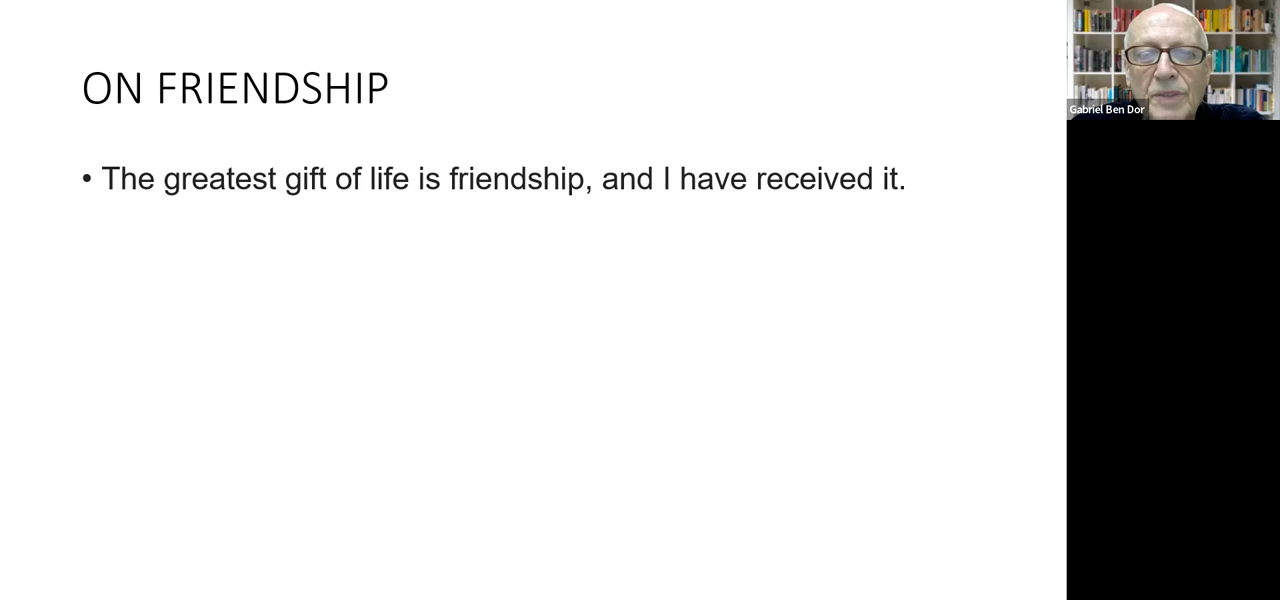 ON FRIENDSHIP
• The greatest gift of life is friendship, and I have received it.
Gabriel Ben Dor